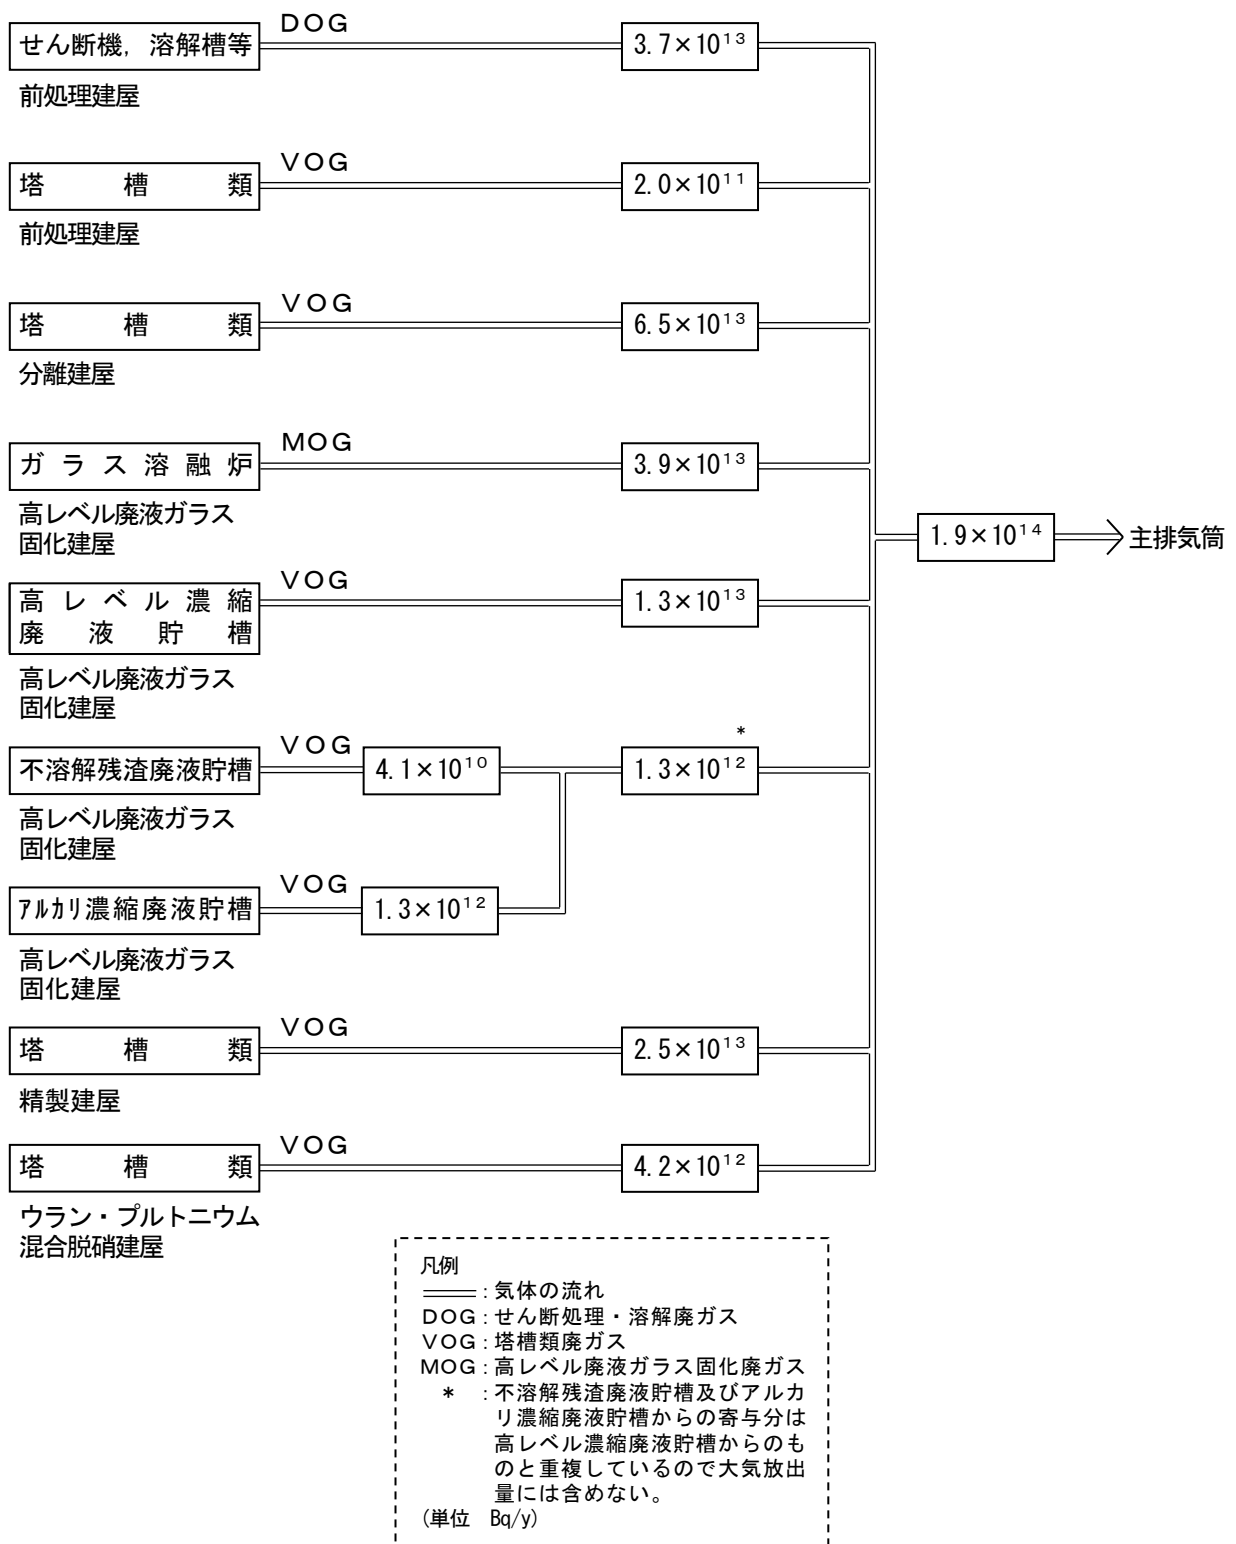 DOG
せん断機，溶解槽等
3.7×10¹³
前処理建屋
VOG
塔槽類
2.0×10¹¹
前処理建屋
VOG
塔槽類
6.5×10¹³
分離建屋
MOG
ガラス溶融炉
3.9×10¹³
高レベル廃液ガラス
固化建屋
1.9×10¹⁴
主排気筒
VOG
高レベル濃縮
廃液貯槽
1.3×10¹³
高レベル廃液ガラス
固化建屋
*
VOG
不溶解残渣廃液貯槽
4.1×10¹⁰
1.3×10¹²
高レベル廃液ガラス
固化建屋
VOG
アルカリ濃縮廃液貯槽
1.3×10¹²
高レベル廃液ガラス
固化建屋
VOG
塔槽類
2.5×10¹³
精製建屋
VOG
塔槽類
4.2×10¹²
ウラン・プルトニウム
混合脱硝建屋
凡例
：気体の流れ
DOG：せん断処理・溶解廃ガス
VOG：塔槽類廃ガス
MOG：高レベル廃液ガラス固化廃ガス
*：不溶解残渣廃液貯槽及びアルカ
リ濃縮廃液貯槽からの寄与分は
高レベル濃縮廃液貯槽からのも
のと重複しているので大気放出
量には含めない。
(単位 Bq/y)